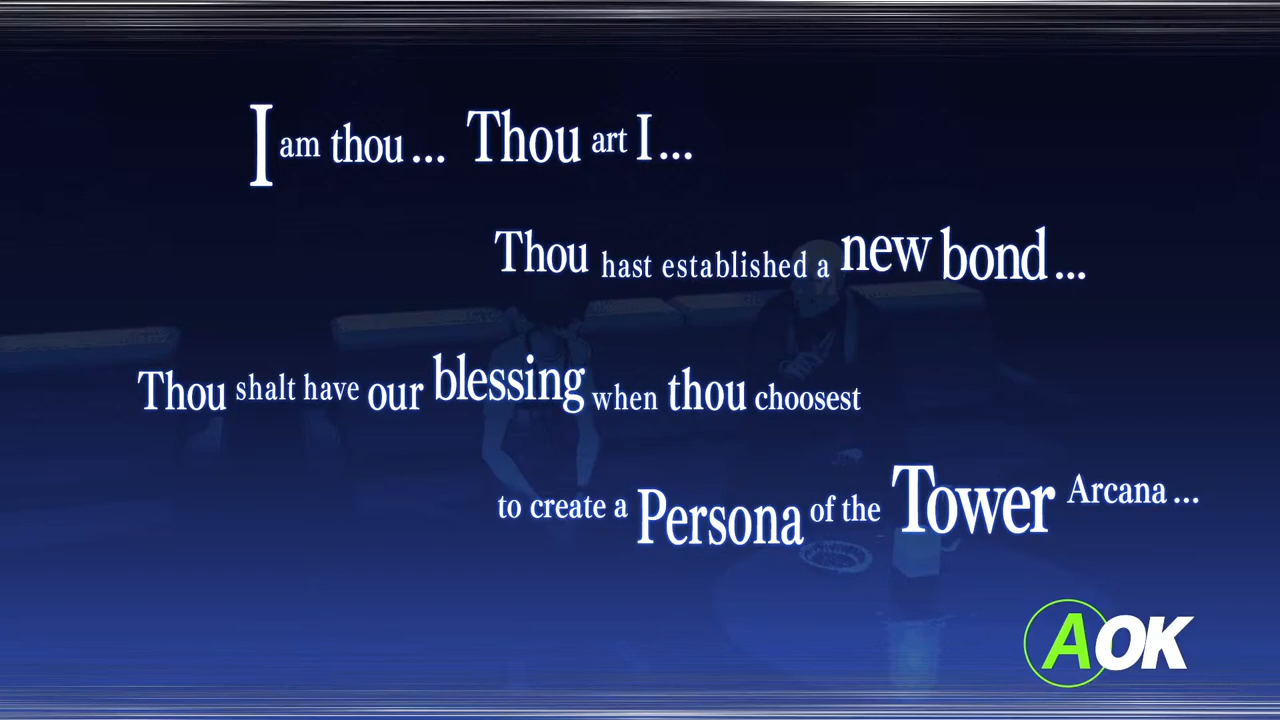 I am thou... Thou art I...
Thou hast established a new bond...
Thou shalt have our blessing when thou choosest
to create a Persona of the Tower Arcana...
A OK